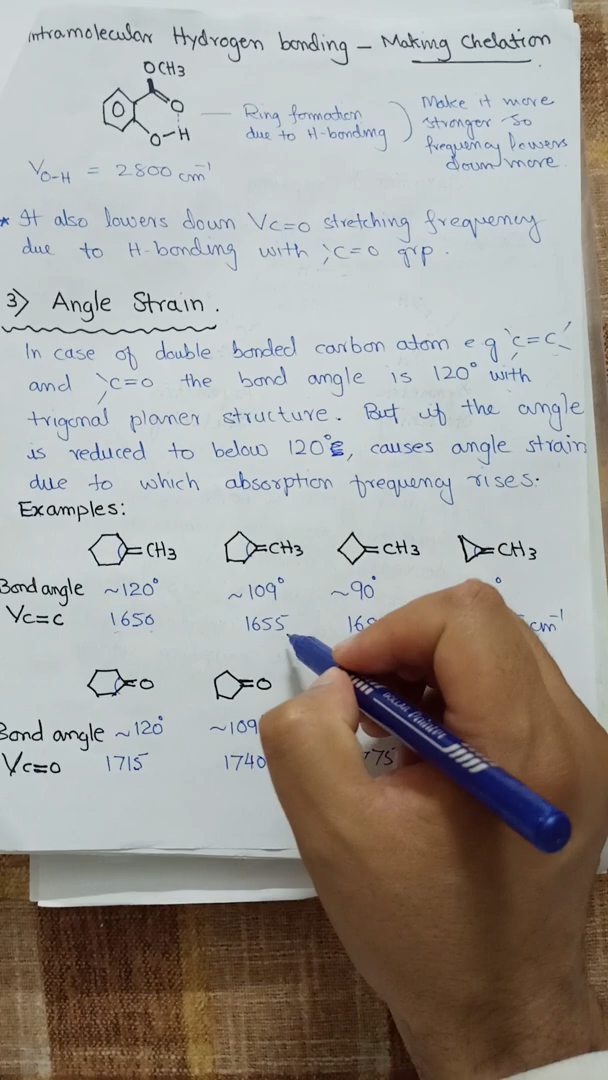 Intramolecular Hydrogen bonding – Making Chelation
OCH3
O
O–H
Ring formation
due to H-bonding
Make it more
stronger so
frequency lowers
down more.
VO–H = 2800 cm⁻¹
* It also lowers down VC=O stretching frequency
due to H-bonding with >C=O grp.
3) Angle Strain.
In case of double bonded carbon atom e g >C=C<
and >C=O the bond angle is 120° with
trigonal planer structure. But if the angle
is reduced to below 120°, causes angle strain
due to which absorption frequency rises.
Examples:
=CH3 =CH3 =CH3 =CH3
Bond angle ~120° ~109° ~90° °
VC=C 1650 1655 cm⁻¹
=O =O
Bond angle ~120° ~109
VC=O 1715 1740 75